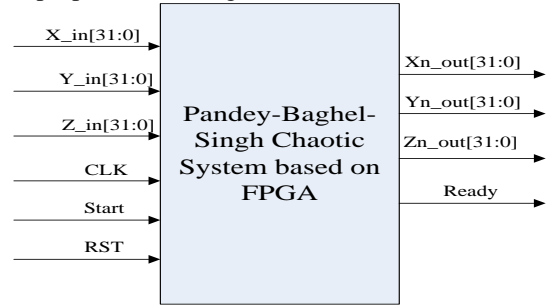 X_in[31:0]
Y_in[31:0]
Z_in[31:0]
CLK
Start
RST
Pandey-Baghel-
Singh Chaotic
System based on
FPGA
Xn_out[31:0]
Yn_out[31:0]
Zn_out[31:0]
Ready